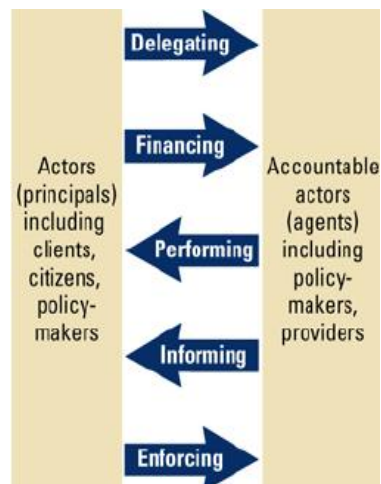 Delegating
Financing
Actors
(principals)
including
clients,
citizens,
policy-
makers
Performing
Informing
Enforcing
Accountable
actors
(agents)
including
policy-
makers,
providers